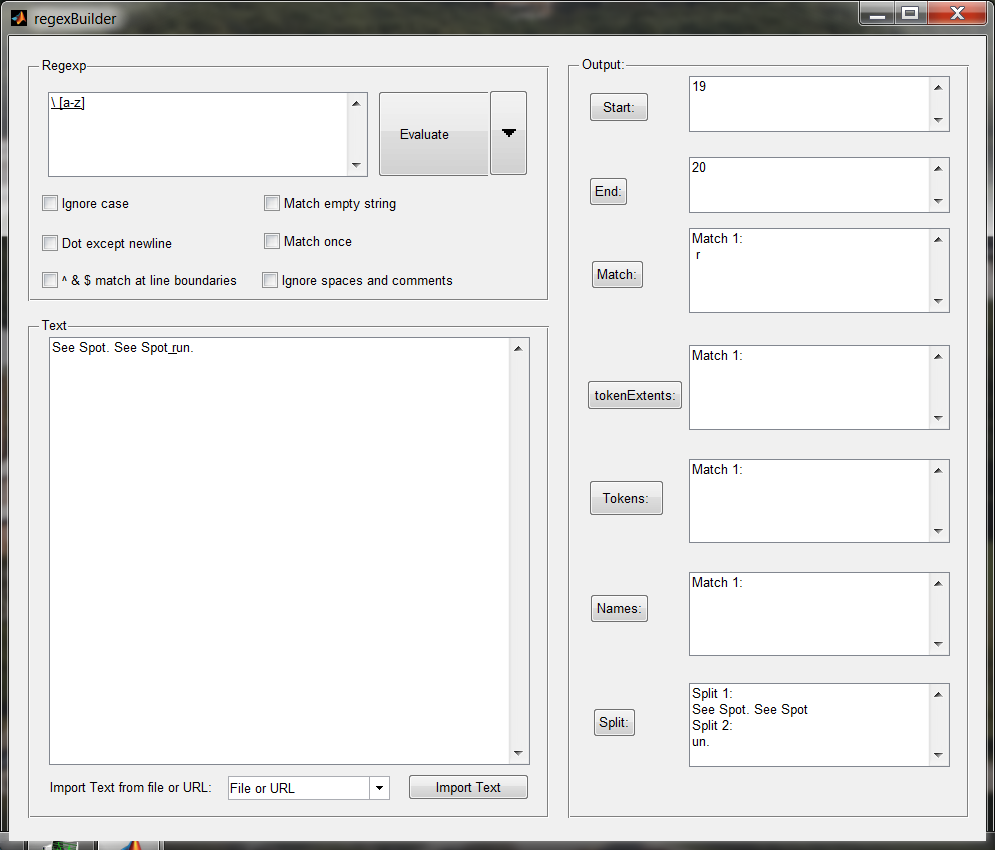 regexBuilder
Regexp
\ [a-z]
Evaluate
Ignore case
Match empty string
Dot except newline
Match once
^ & $ match at line boundaries
Ignore spaces and comments
Text
See Spot. See Spot run.
Import Text from file or URL:
File or URL
Import Text
Output:
Start:
19
End:
20
Match:
Match 1:
r
tokenExtents:
Match 1:
Tokens:
Match 1:
Names:
Match 1:
Split:
Split 1:
See Spot. See Spot
Split 2:
un.